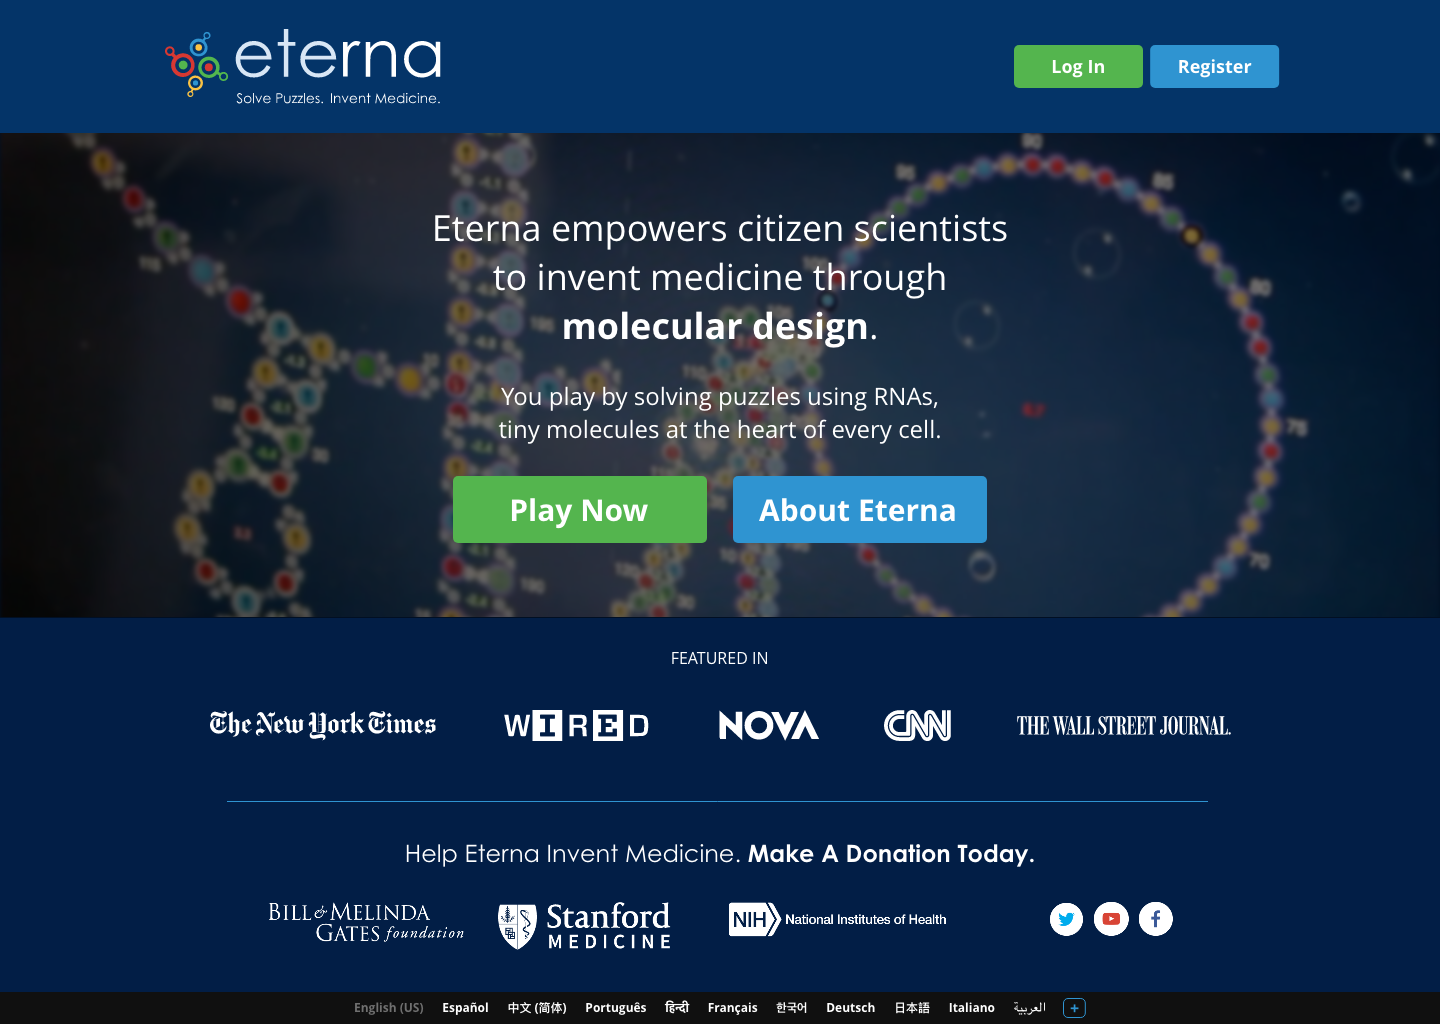 eterna
Solve Puzzles. Invent Medicine.
Log In
Register
Eterna empowers citizen scientists
to invent medicine through
molecular design.
You play by solving puzzles using RNAs,
tiny molecules at the heart of every cell.
Play Now
About Eterna
FEATURED IN
The New York Times
WIRED
NOVA
CNN
THE WALL STREET JOURNAL.
Help Eterna Invent Medicine. Make A Donation Today.
BILL & MELINDA
GATES foundation
Stanford
MEDICINE
NIH National Institutes of Health
English (US) Español 中文 (简体) Português हिन्दी Français 한국어 Deutsch 日本語 Italiano العربية +